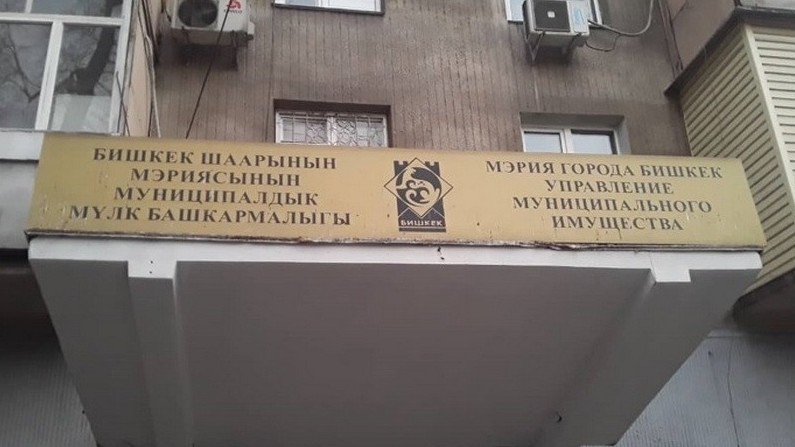 БИШКЕК ШААРЫНЫН
МЭРИЯСЫНЫН
МУНИЦИПАЛДЫК
МҮЛК БАШКАРМАЛЫГЫ
БИШКЕК
МЭРИЯ ГОРОДА БИШКЕК
УПРАВЛЕНИЕ
МУНИЦИПАЛЬНОГО
ИМУЩЕСТВА